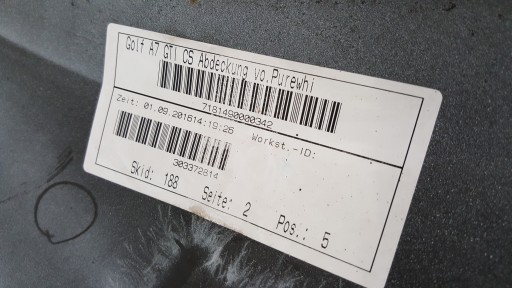 Golf A7 GTI CS Abdeckung vo.Purewhi
7181490000342
Zeit: 01.09.201614:19:26 Workst.-ID:
303372814
Skid: 188 Seite: 2 Pos.: 5